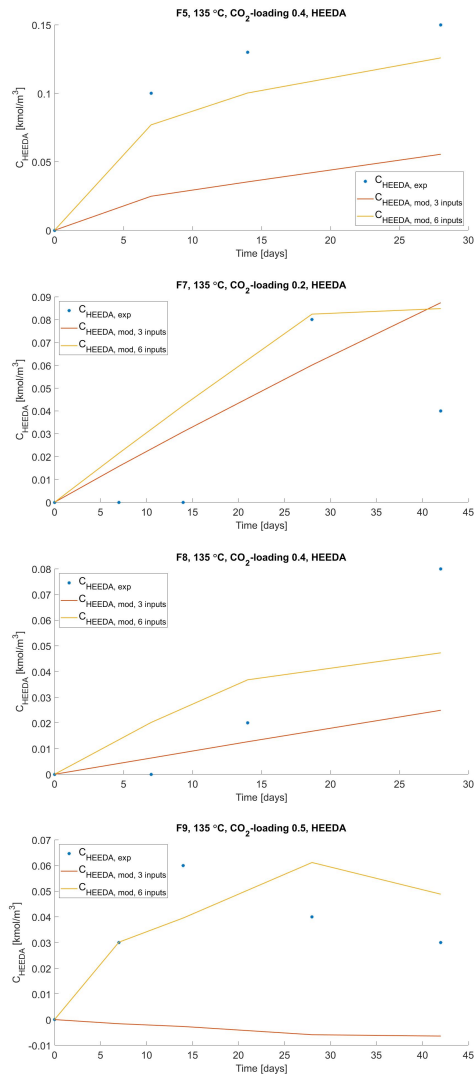 F5, 135 °C, CO2-loading 0.4, HEEDA
0.15
0.1
0.05
0
CHEEDA [kmol/m3]
CHEEDA, exp
CHEEDA, mod, 3 inputs
CHEEDA, mod, 6 inputs
0 5 10 15 20 25 30
Time [days]
F7, 135 °C, CO2-loading 0.2, HEEDA
0.09
0.08
0.07
0.06
0.05
0.04
0.03
0.02
0.01
0
CHEEDA [kmol/m3]
CHEEDA, exp
CHEEDA, mod, 3 inputs
CHEEDA, mod, 6 inputs
0 5 10 15 20 25 30 35 40 45
Time [days]
F8, 135 °C, CO2-loading 0.4, HEEDA
0.08
0.07
0.06
0.05
0.04
0.03
0.02
0.01
0
CHEEDA [kmol/m3]
CHEEDA, exp
CHEEDA, mod, 3 inputs
CHEEDA, mod, 6 inputs
0 5 10 15 20 25 30
Time [days]
F9, 135 °C, CO2-loading 0.5, HEEDA
0.07
0.06
0.05
0.04
0.03
0.02
0.01
0
-0.01
CHEEDA [kmol/m3]
CHEEDA, exp
CHEEDA, mod, 3 inputs
CHEEDA, mod, 6 inputs
0 5 10 15 20 25 30 35 40 45
Time [days]